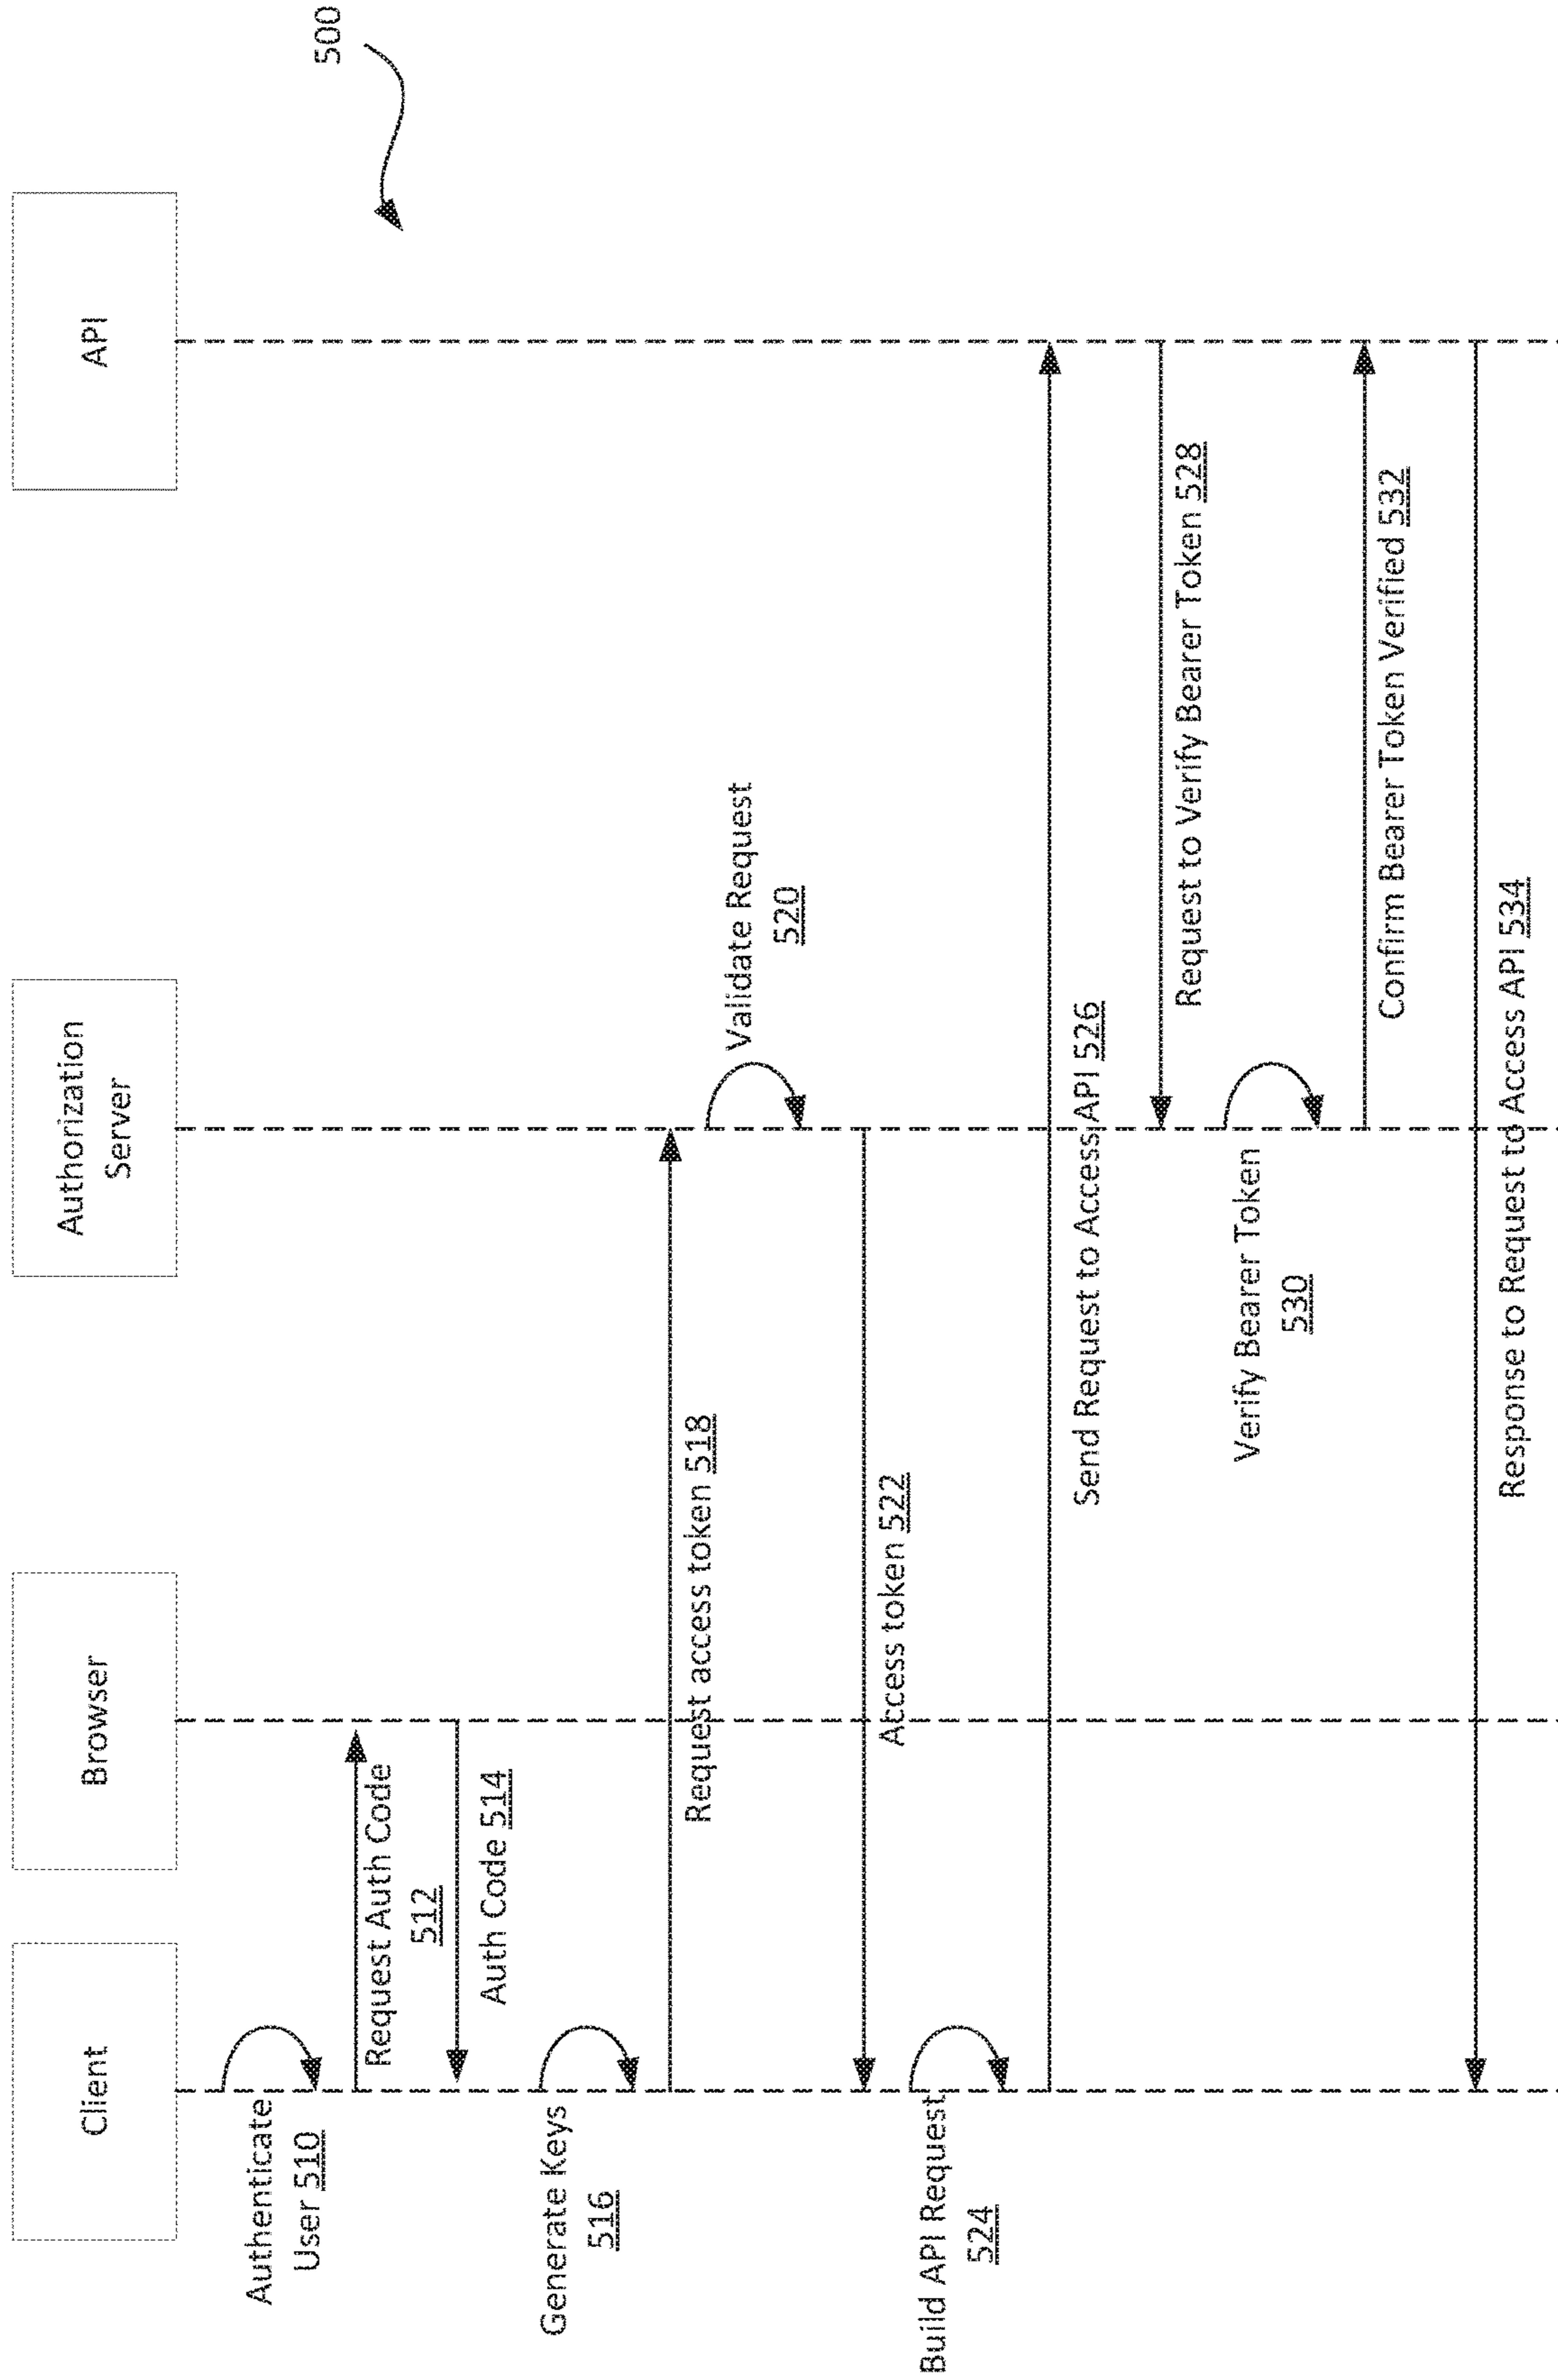 500
Client
Browser
Authorization
Server
API
Authenticate
User 510
Request Auth Code
512
Auth Code 514
Generate Keys
516
Request access token 518
Validate Request
520
Access token 522
Build API Request
524
Send Request to Access API 526
Request to Verify Bearer Token 528
Verify Bearer Token
530
Confirm Bearer Token Verified 532
Response to Request to Access API 534